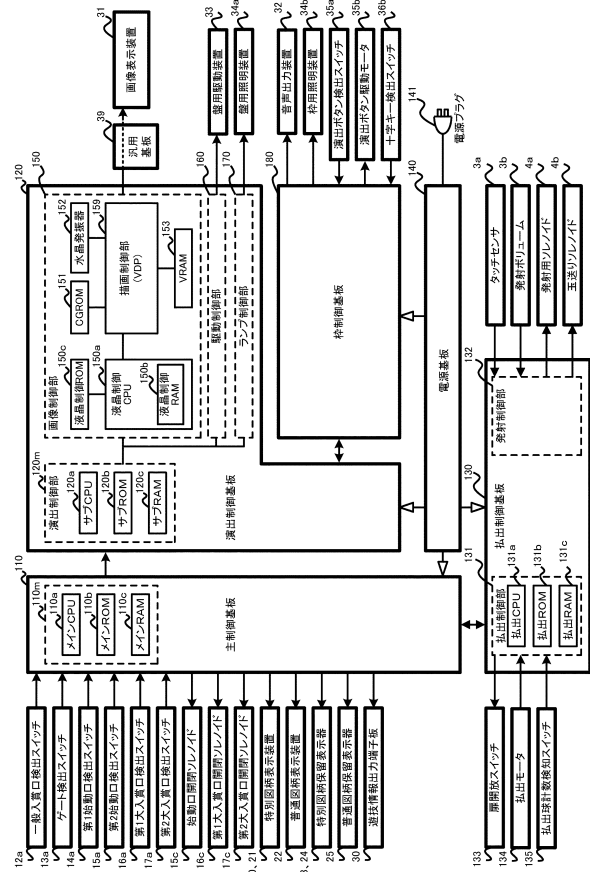 12a 一般入賞口検出スイッチ
13a ゲート検出スイッチ
14a 第1始動口検出スイッチ
15a 第2始動口検出スイッチ
16a 第1大入賞口検出スイッチ
17a 第2大入賞口検出スイッチ
15c 始動口開閉ソレノイド
16c 第1大入賞口開閉ソレノイド
17c 第2大入賞口開閉ソレノイド
0、21 特別図柄表示装置
22 普通図柄表示装置
3、24 特別図柄保留表示器
25 普通図柄保留表示器
30 遊技情報出力端子板
110
主制御基板
110m
110a メインCPU
110b メインROM
110c メインRAM
120
演出制御基板
120m
演出制御部
120a サブCPU
120b サブROM
120c サブRAM
150
画像制御部
150c 液晶制御ROM
150a 液晶制御
CPU
150b 液晶制御
RAM
151 CGROM
152 水晶発振器
159 描画制御部
(VDP)
153 VRAM
160 駆動制御部
170 ランプ制御部
39 汎用
基板
31 画像表示装置
33 盤用駆動装置
34a 盤用照明装置
180 枠制御基板
32 音声出力装置
34b 枠用照明装置
35a 演出ボタン検出スイッチ
35b 演出ボタン駆動モータ
36b 十字キー検出スイッチ
140 電源基板
141 電源プラグ
130 払出制御基板
131 払出制御部
131a 払出CPU
131b 払出ROM
131c 払出RAM
132 発射制御部
3a タッチセンサ
3b 発射ボリューム
4a 発射用ソレノイド
4b 玉送りソレノイド
133 扉開放スイッチ
134 払出モータ
135 払出球計数検知スイッチ